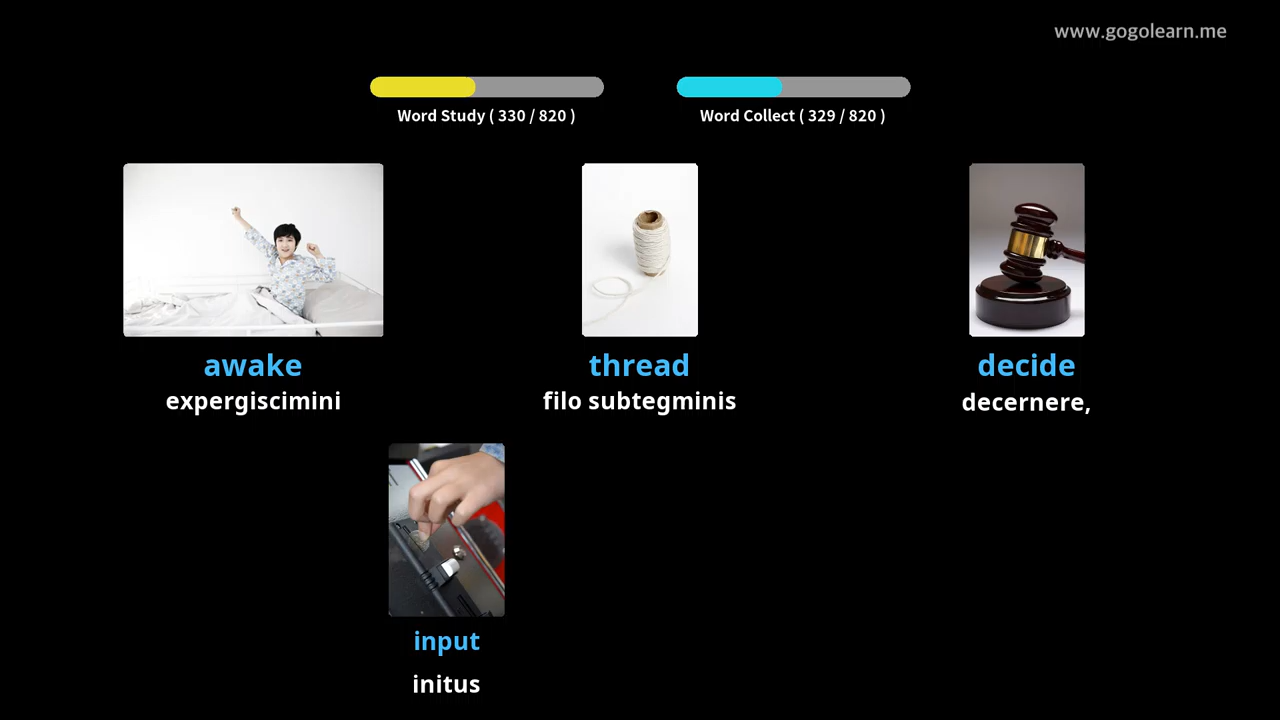 www.gogolearn.me
Word Study ( 330 / 820 )
Word Collect ( 329 / 820 )
awake
expergiscimini
thread
filo subtegminis
decide
decernere,
input
initus